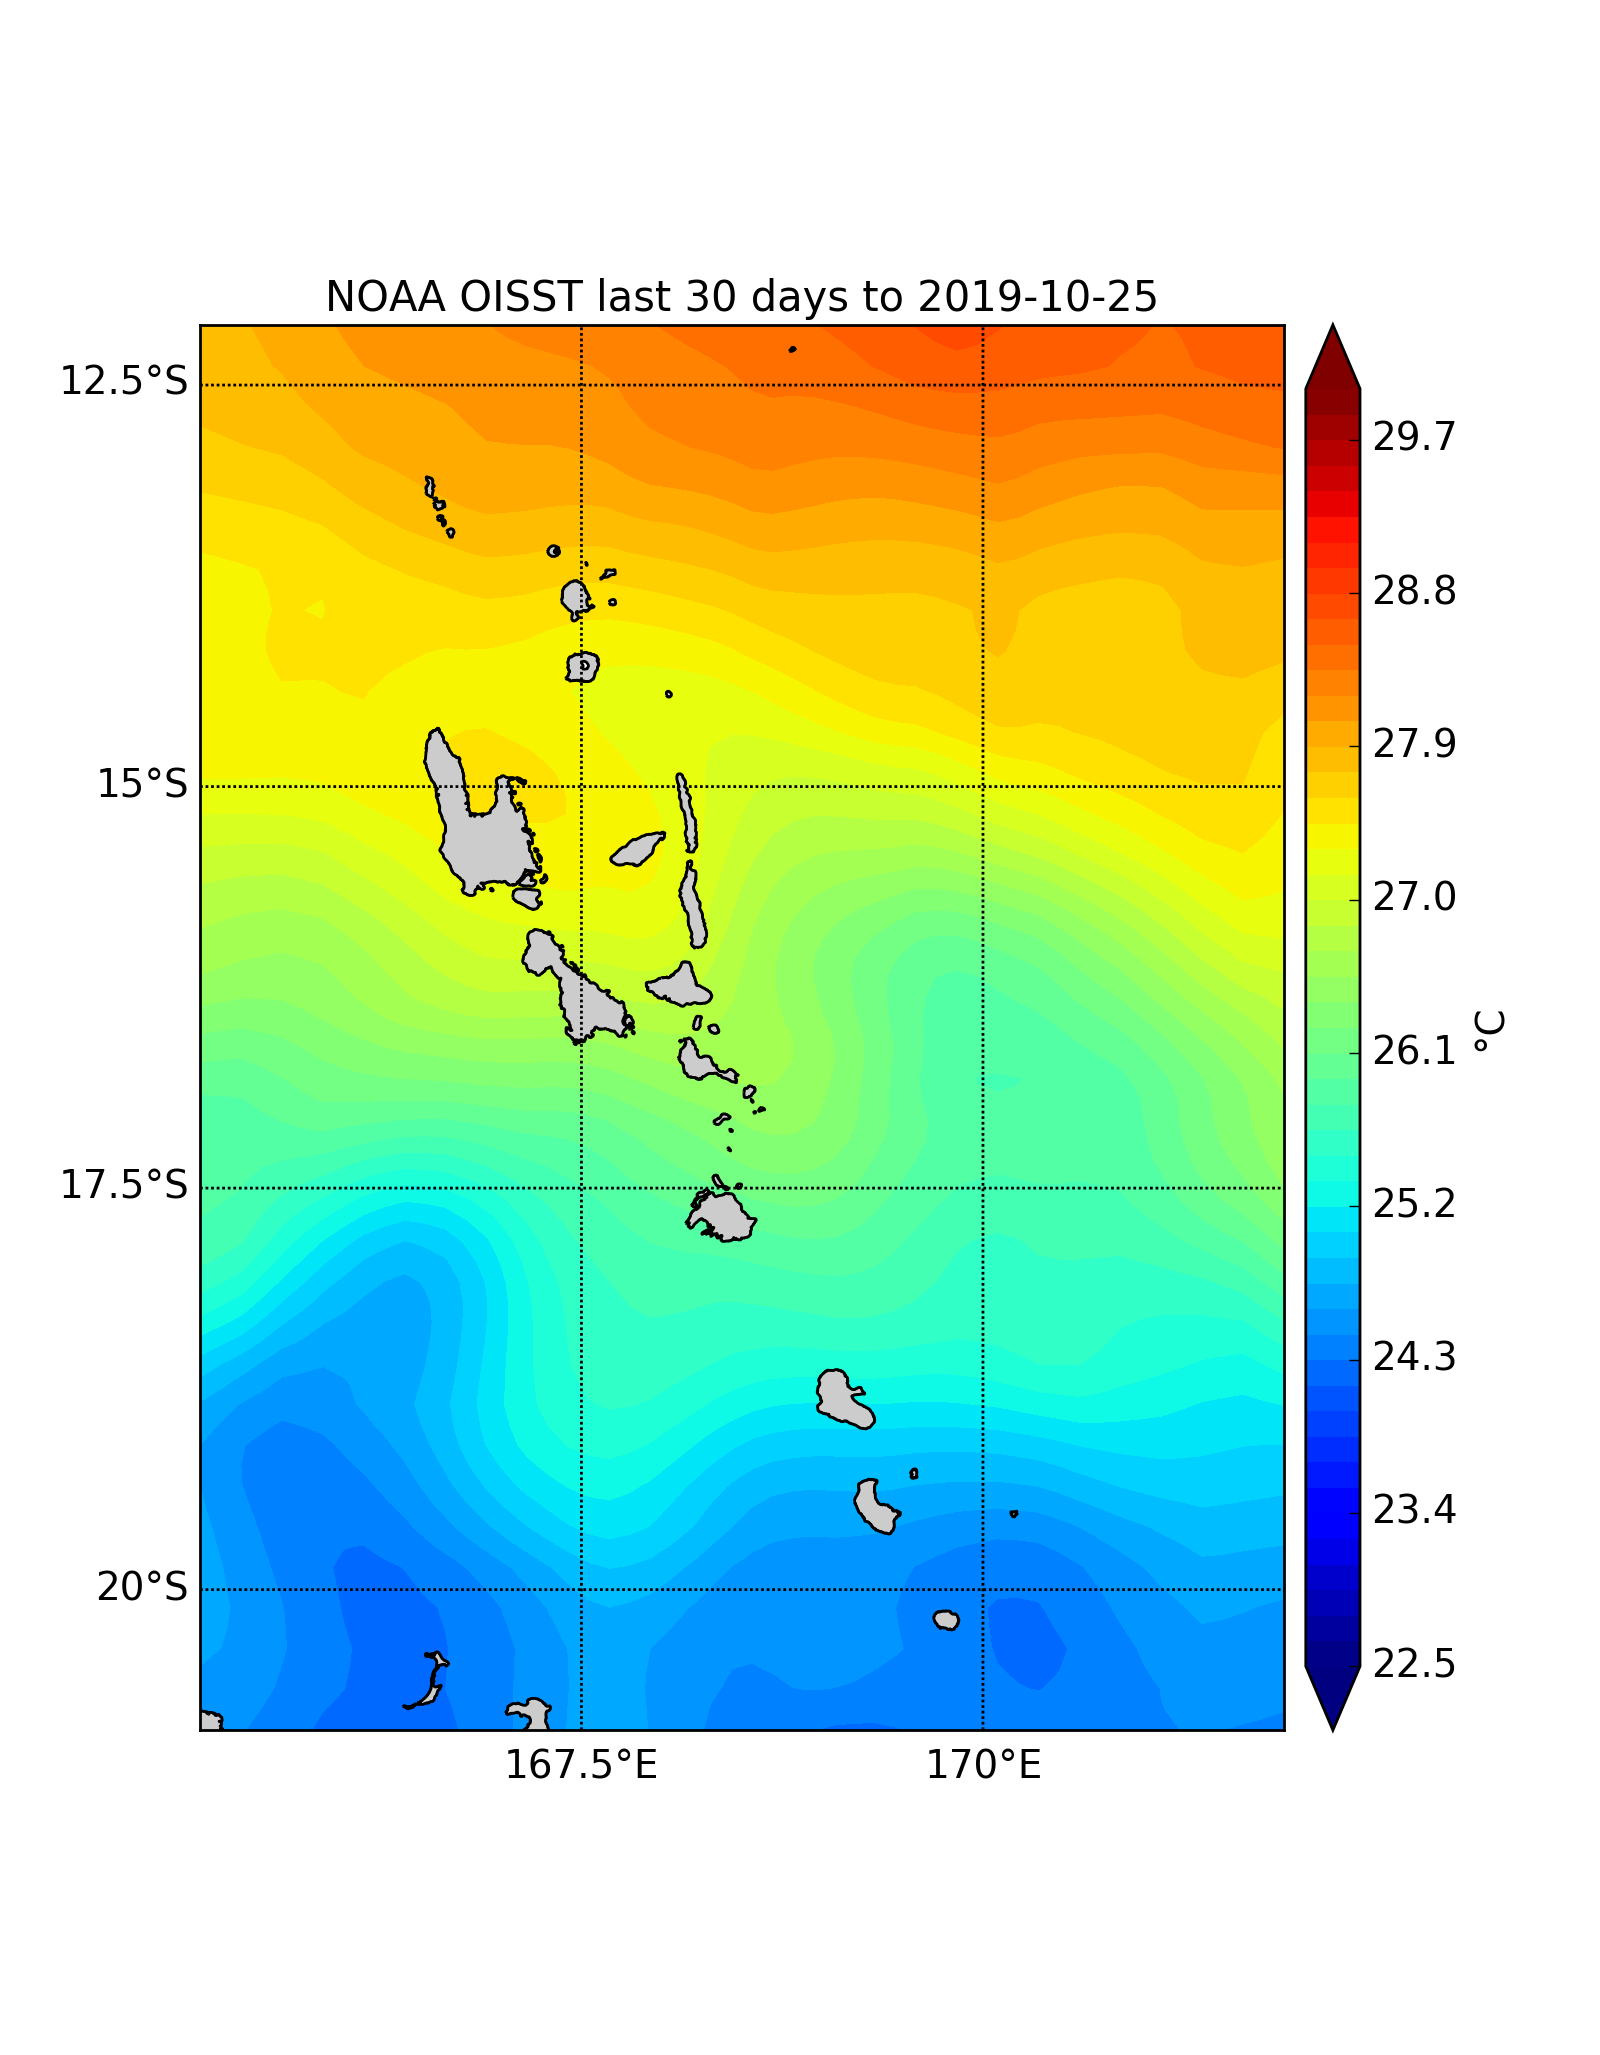 NOAA OISST last 30 days to 2019-10-25
12.5°S
15°S
17.5°S
20°S
167.5°E
170°E
29.7
28.8
27.9
27.0
26.1
25.2
24.3
23.4
22.5
°C